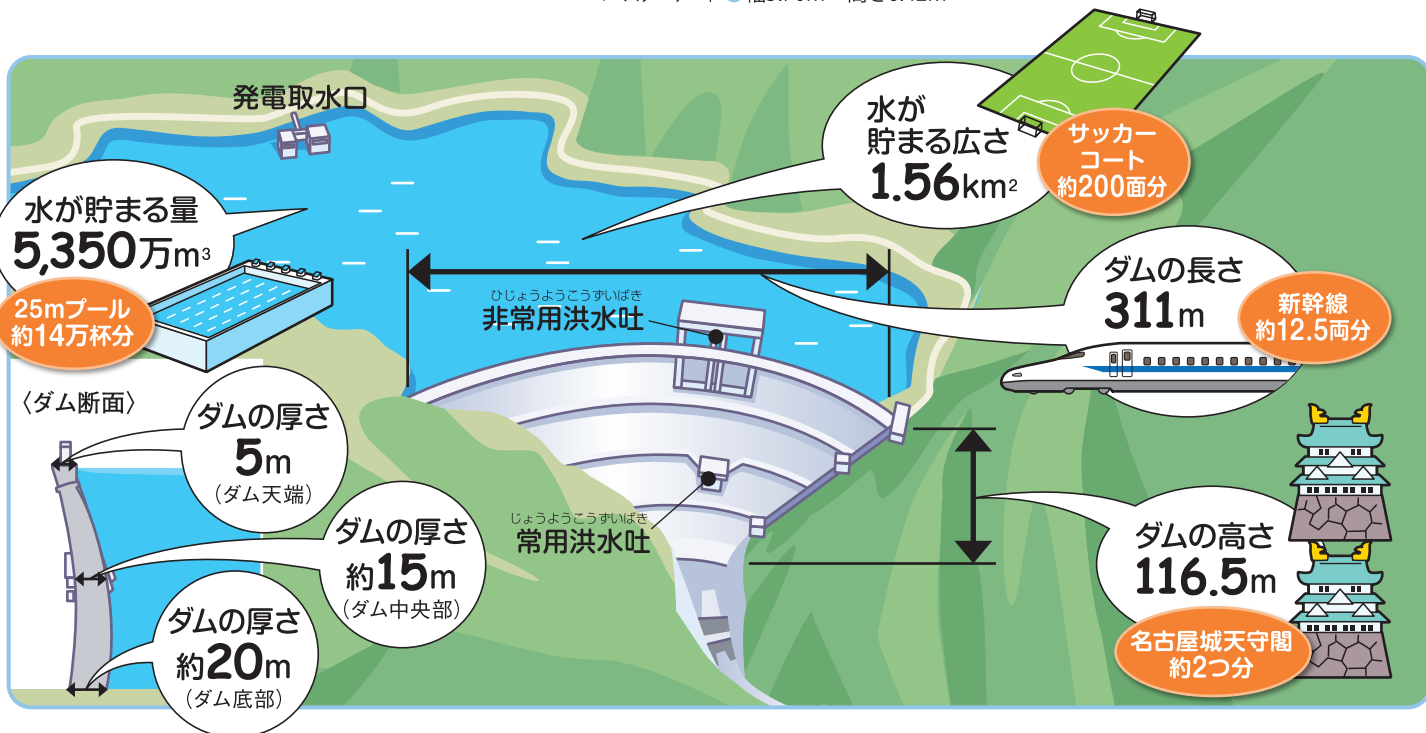 発電取水口
水が
貯まる広さ
1.56km²
サッカー
コート
約200面分
水が貯まる量
5,350万m³
25mプール
約14万杯分
ダムの長さ
311m
新幹線
約12.5両分
ひじょうようこうずいばき
非常用洪水吐
〈ダム断面〉
ダムの厚さ
5m
(ダム天端)
ダムの厚さ
約15m
(ダム中央部)
ダムの厚さ
約20m
(ダム底部)
じょうようこうずいばき
常用洪水吐
ダムの高さ
116.5m
名古屋城天守閣
約2つ分